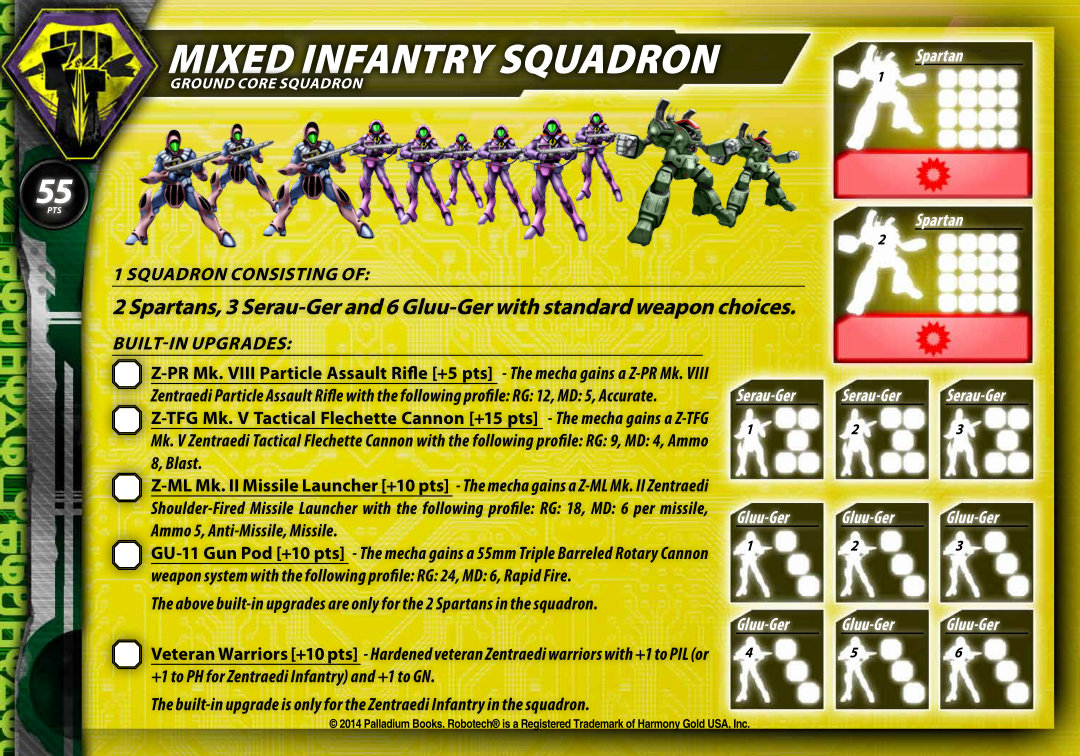 MIXED INFANTRY SQUADRON
GROUND CORE SQUADRON
55
PTS
1 SQUADRON CONSISTING OF:
2 Spartans, 3 Serau-Ger and 6 Gluu-Ger with standard weapon choices.
BUILT-IN UPGRADES:
Z-PR Mk. VIII Particle Assault Rifle [+5 pts] - The mecha gains a Z-PR Mk. VIII
Zentraedi Particle Assault Rifle with the following profile: RG: 12, MD: 5, Accurate.
Z-TFG Mk. V Tactical Flechette Cannon [+15 pts] - The mecha gains a Z-TFG
Mk. V Zentraedi Tactical Flechette Cannon with the following profile: RG: 9, MD: 4, Ammo
8, Blast.
Z-ML Mk. II Missile Launcher [+10 pts] - The mecha gains a Z-ML Mk. II Zentraedi
Shoulder-Fired Missile Launcher with the following profile: RG: 18, MD: 6 per missile,
Ammo 5, Anti-Missile, Missile.
GU-11 Gun Pod [+10 pts] - The mecha gains a 55mm Triple Barreled Rotary Cannon
weapon system with the following profile: RG: 24, MD: 6, Rapid Fire.
The above built-in upgrades are only for the 2 Spartans in the squadron.
Veteran Warriors [+10 pts] - Hardened veteran Zentraedi warriors with +1 to PIL (or
+1 to PH for Zentraedi Infantry) and +1 to GN.
The built-in upgrade is only for the Zentraedi Infantry in the squadron.
Spartan
1
Spartan
2
Serau-Ger Serau-Ger Serau-Ger
1 2 3
Gluu-Ger Gluu-Ger Gluu-Ger
1 2 3
Gluu-Ger Gluu-Ger Gluu-Ger
4 5 6
© 2014 Palladium Books. Robotech® is a Registered Trademark of Harmony Gold USA, Inc.